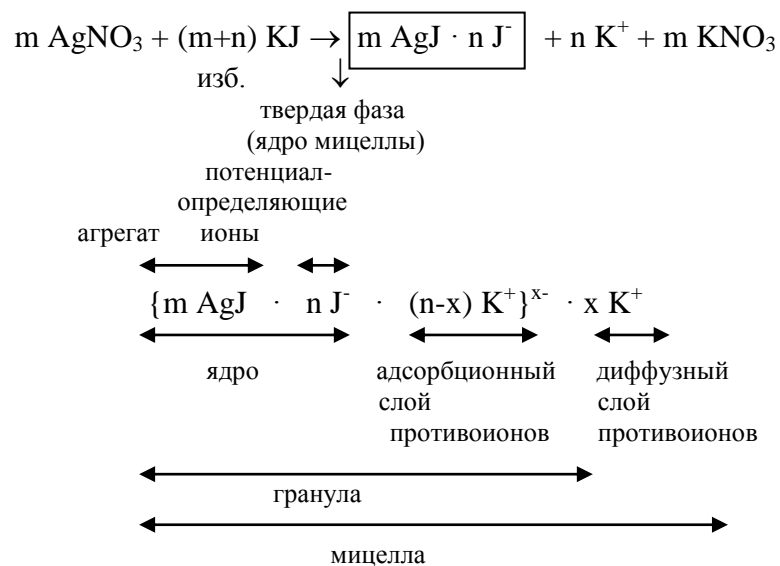 m AgNO3 + (m+n) KJ → m AgJ · n J⁻ + n K⁺ + m KNO3
изб.
твердая фаза
(ядро мицеллы)
потенциал-
определяющие
агрегат ионы
{m AgJ · n J⁻ · (n-x) K⁺}ˣ⁻ · x K⁺
ядро адсорбционный диффузный
слой слой
противоионов противоионов
гранула
мицелла